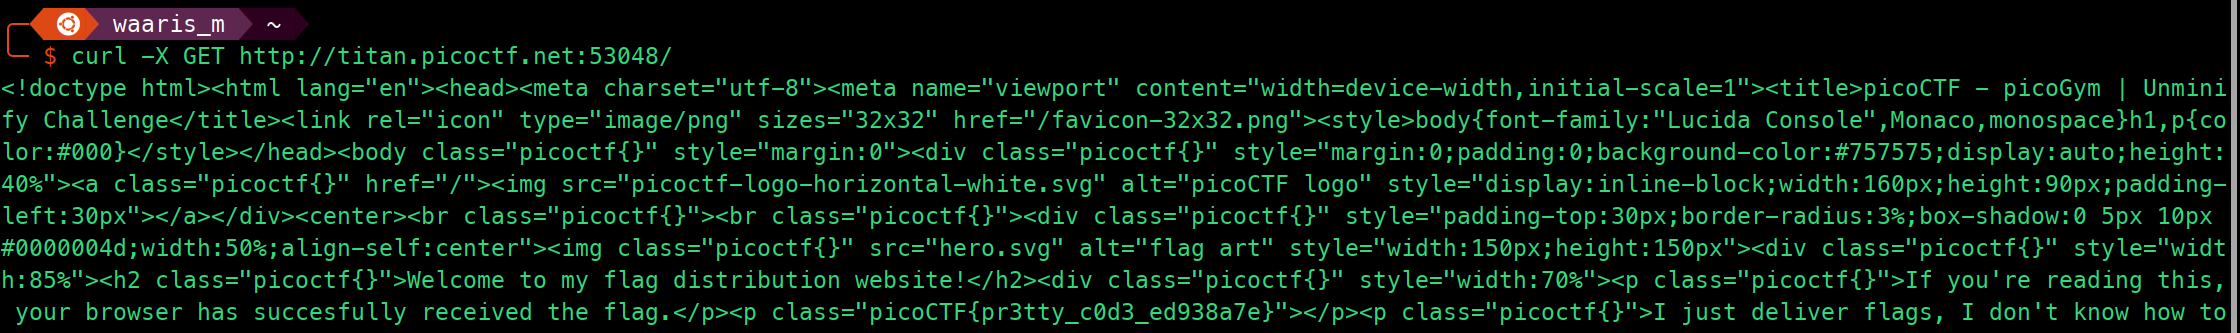 waaris_m ~
$ curl -X GET http://titan.picoctf.net:53048/
<!doctype html><html lang="en"><head><meta charset="utf-8"><meta name="viewport" content="width=device-width,initial-scale=1"><title>picoCTF - picoGym | Unmini
fy Challenge</title><link rel="icon" type="image/png" sizes="32x32" href="/favicon-32x32.png"><style>body{font-family:"Lucida Console",Monaco,monospace}h1,p{co
lor:#000}</style></head><body class="picoctf{}" style="margin:0"><div class="picoctf{}" style="margin:0;padding:0;background-color:#757575;display:auto;height:
40%"><a class="picoctf{}" href="/"><img src="picoctf-logo-horizontal-white.svg" alt="picoCTF logo" style="display:inline-block;width:160px;height:90px;padding-
left:30px"></a></div><center><br class="picoctf{}"><br class="picoctf{}"><div class="picoctf{}" style="padding-top:30px;border-radius:3%;box-shadow:0 5px 10px
#0000004d;width:50%;align-self:center"><img class="picoctf{}" src="hero.svg" alt="flag art" style="width:150px;height:150px"><div class="picoctf{}" style="widt
h:85%"><h2 class="picoctf{}">Welcome to my flag distribution website!</h2><div class="picoctf{}" style="width:70%"><p class="picoctf{}">If you're reading this,
your browser has succesfully received the flag.</p><p class="picoCTF{pr3tty_c0d3_ed938a7e}"></p><p class="picoctf{}">I just deliver flags, I don't know how to